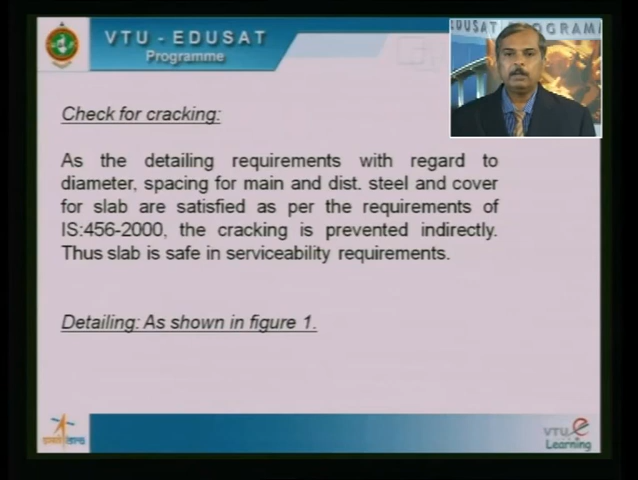 VTU - EDUSAT
Programme
EDUSAT PROGRAMM
Check for cracking:
As the detailing requirements with regard to
diameter, spacing for main and dist. steel and cover
for slab are satisfied as per the requirements of
IS:456-2000, the cracking is prevented indirectly.
Thus slab is safe in serviceability requirements.
Detailing: As shown in figure 1.
VTU e
Learning